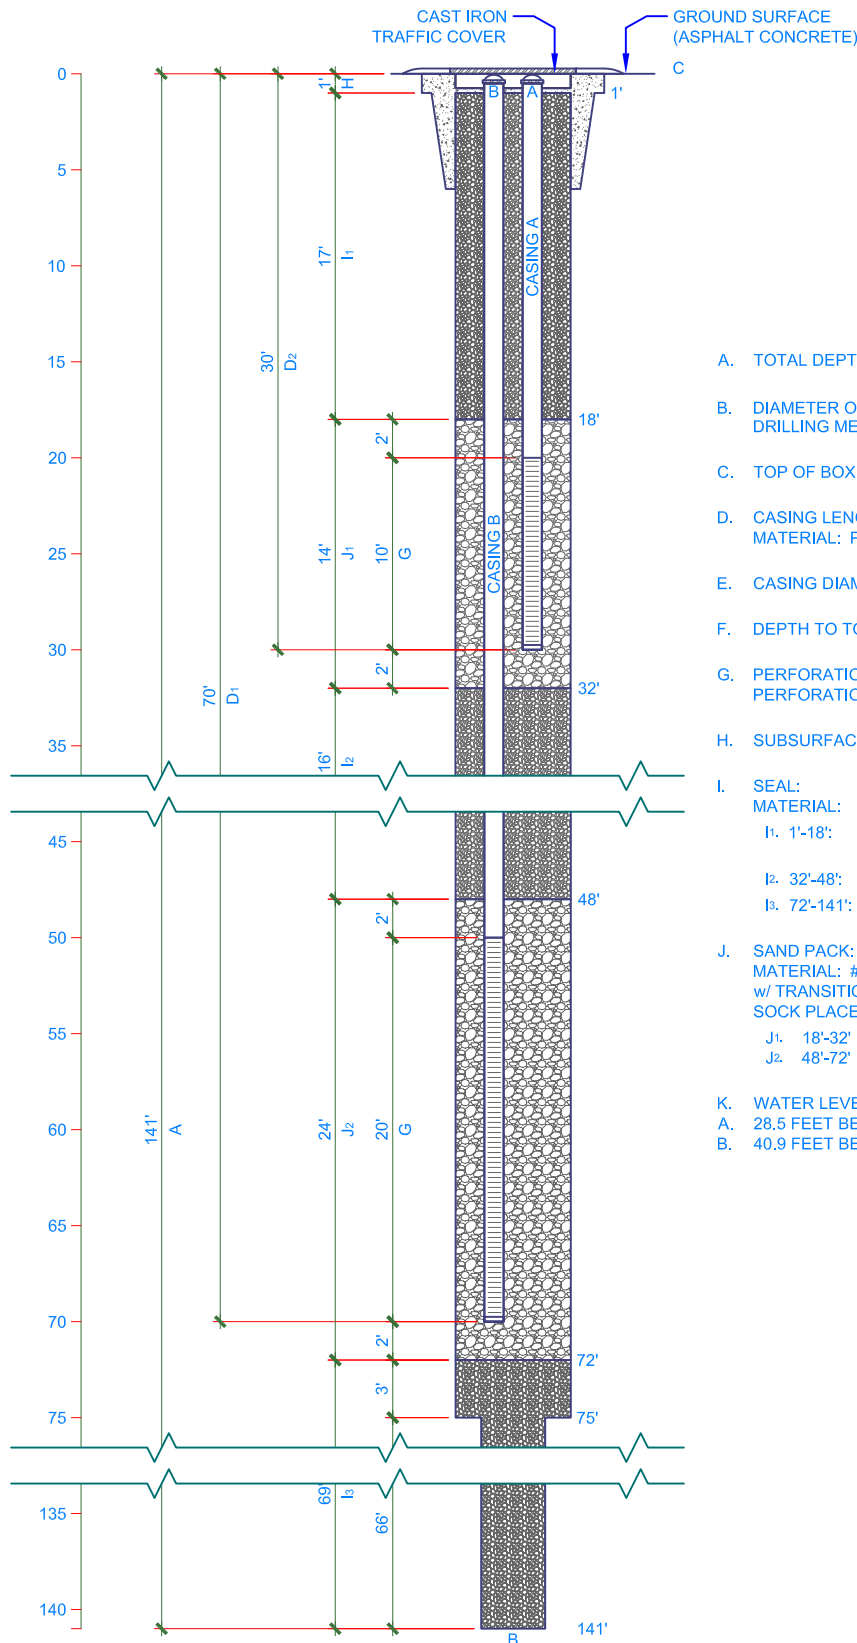 CAST IRON
TRAFFIC COVER
GROUND SURFACE
(ASPHALT CONCRETE)
C
0
5
10
15
20
25
30
35
45
50
55
60
65
70
75
135
140
1'
H
17'
I1
30'
D2
2'
14'
J1
10'
G
2'
70'
D1
16'
I2
2'
141'
A
24'
J2
20'
G
2'
3'
69'
I3
66'
B
A
1'
CASING A
CASING B
18'
32'
48'
72'
75'
141'
B
A. TOTAL DEPT
B. DIAMETER O
DRILLING ME
C. TOP OF BOX
D. CASING LENG
MATERIAL: P
E. CASING DIAM
F. DEPTH TO TO
G. PERFORATIO
PERFORATIO
H. SUBSURFAC
I. SEAL:
MATERIAL:
I1. 1'-18':
I2. 32'-48':
I3. 72'-141':
J. SAND PACK:
MATERIAL: #
w/ TRANSITIO
SOCK PLACE
J1. 18'-32'
J2. 48'-72'
K. WATER LEVE
A. 28.5 FEET BE
B. 40.9 FEET BE